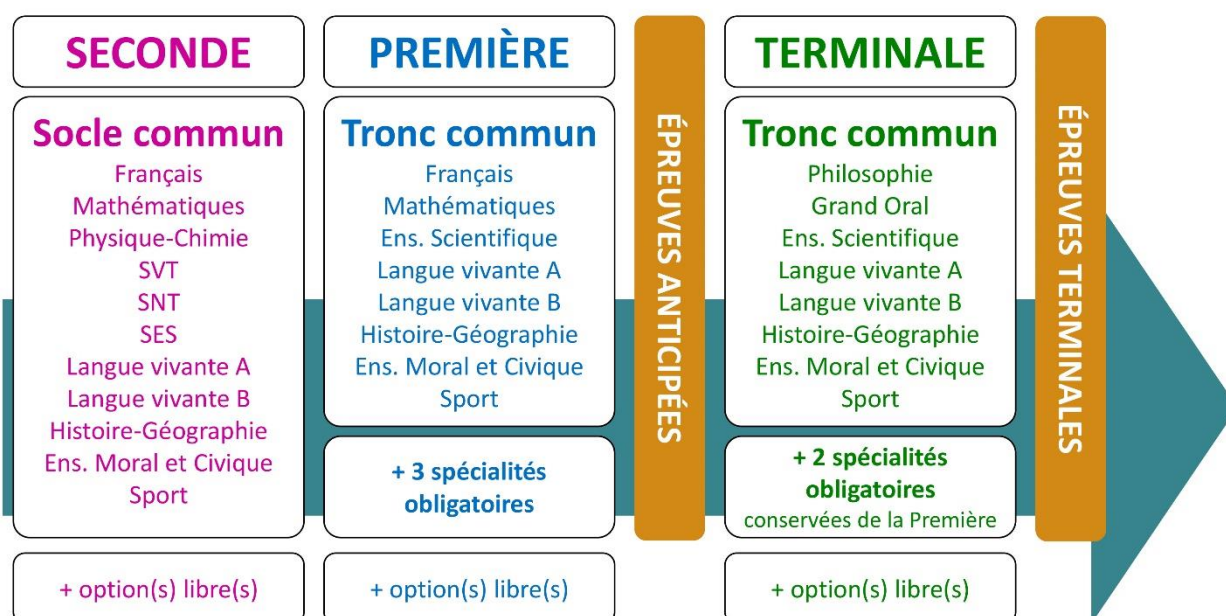 SECONDE
Socle commun
Français
Mathématiques
Physique-Chimie
SVT
SNT
SES
Langue vivante A
Langue vivante B
Histoire-Géographie
Ens. Moral et Civique
Sport
+ option(s) libre(s)
PREMIÈRE
Tronc commun
Français
Mathématiques
Ens. Scientifique
Langue vivante A
Langue vivante B
Histoire-Géographie
Ens. Moral et Civique
Sport
+ 3 spécialités
obligatoires
+ option(s) libre(s)
ÉPREUVES ANTICIPÉES
TERMINALE
Tronc commun
Philosophie
Grand Oral
Ens. Scientifique
Langue vivante A
Langue vivante B
Histoire-Géographie
Ens. Moral et Civique
Sport
+ 2 spécialités
obligatoires
conservées de la Première
+ option(s) libre(s)
ÉPREUVES TERMINALES